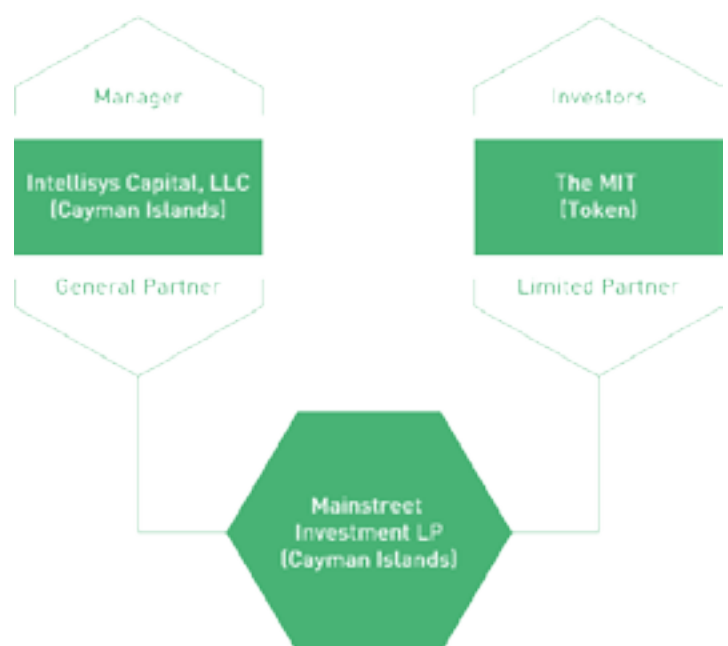 Manager
Intellisys Capital, LLC
(Cayman Islands)
General Partner
Investors
The MIT
(Token)
Limited Partner
Mainstreet
Investment LP
(Cayman Islands)